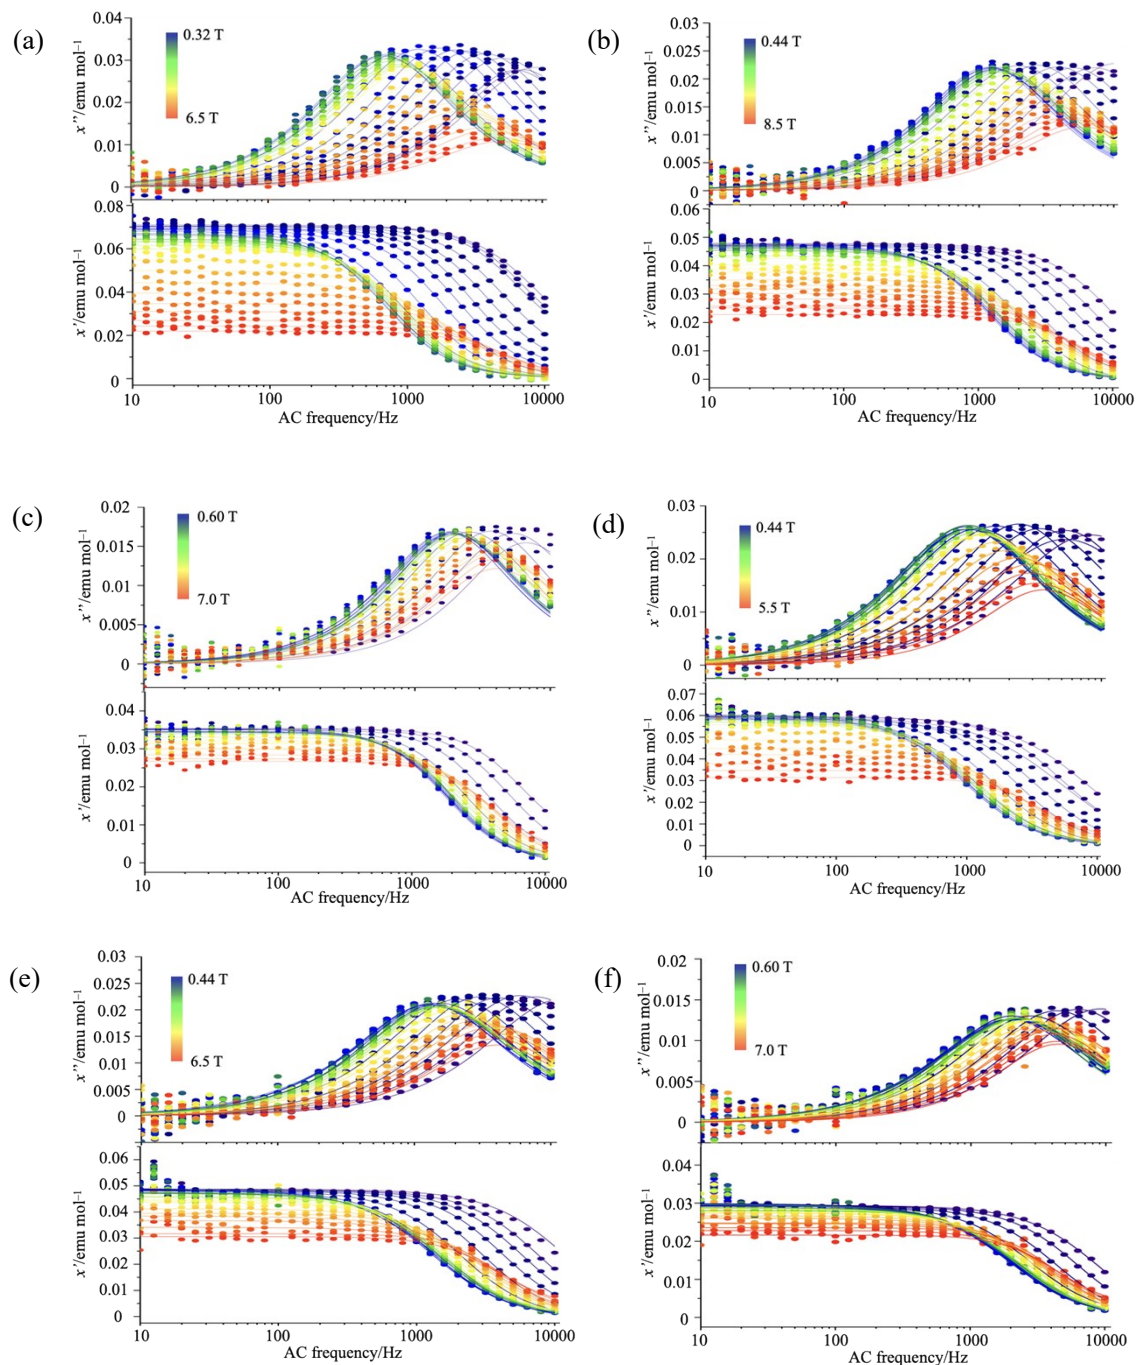 (a)
0.04
0.03
0.02
0.01
0
x″/emu mol⁻¹
0.32 T
6.5 T
0.08
0.06
0.04
0.02
0
x′/emu mol⁻¹
10 100 1000 10000
AC frequency/Hz
(b)
0.03
0.025
0.02
0.015
0.01
0.005
0
x″/emu mol⁻¹
0.44 T
8.5 T
0.06
0.05
0.04
0.03
0.02
0.01
0
x′/emu mol⁻¹
10 100 1000 10000
AC frequency/Hz
(c)
0.02
0.015
0.01
0.005
0
x″/emu mol⁻¹
0.60 T
7.0 T
0.04
0.03
0.02
0.01
0
x′/emu mol⁻¹
10 100 1000 10000
AC frequency/Hz
(d)
0.03
0.02
0.01
0
x″/emu mol⁻¹
0.44 T
5.5 T
0.07
0.06
0.05
0.04
0.03
0.02
0.01
0
x′/emu mol⁻¹
10 100 1000 10000
AC frequency/Hz
(e)
0.03
0.025
0.02
0.015
0.01
0.005
0
x″/emu mol⁻¹
0.44 T
6.5 T
0.06
0.05
0.04
0.03
0.02
0.01
0
x′/emu mol⁻¹
10 100 1000 10000
AC frequency/Hz
(f)
0.02
0.015
0.01
0.005
0
x″/emu mol⁻¹
0.60 T
7.0 T
0.04
0.03
0.02
0.01
0
x′/emu mol⁻¹
10 100 1000 10000
AC frequency/Hz